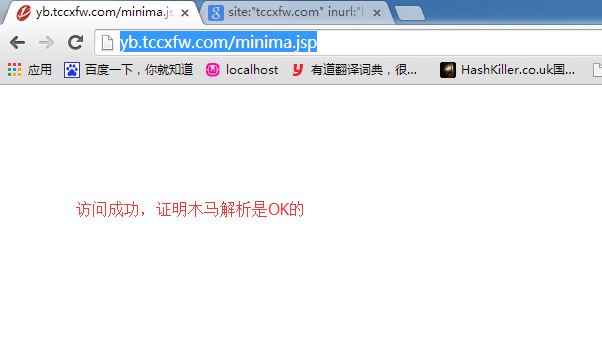 yb.tccxfw.com/minima.js
site:"tccxfw.com" inurl:"l
yb.tccxfw.com/minima.jsp
应用
百度一下，你就知道
localhost
有道翻译词典，很...
HashKiller.co.uk国...
访问成功，证明木马解析是OK的